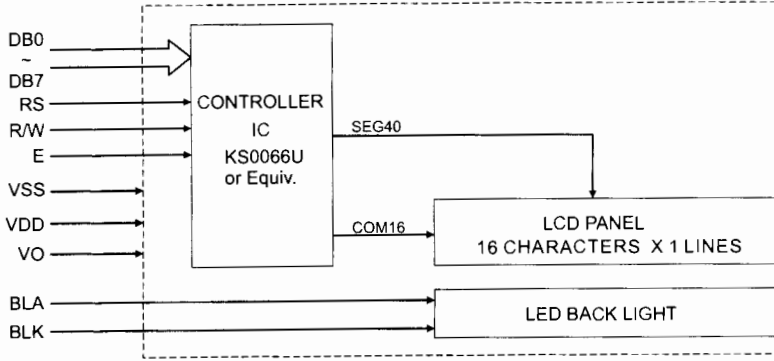 DB0
~
DB7
RS
R/W
E
VSS
VDD
VO
BLA
BLK
CONTROLLER
IC
KS0066U
or Equiv.
SEG40
COM16
LCD PANEL
16 CHARACTERS X 1 LINES
LED BACK LIGHT